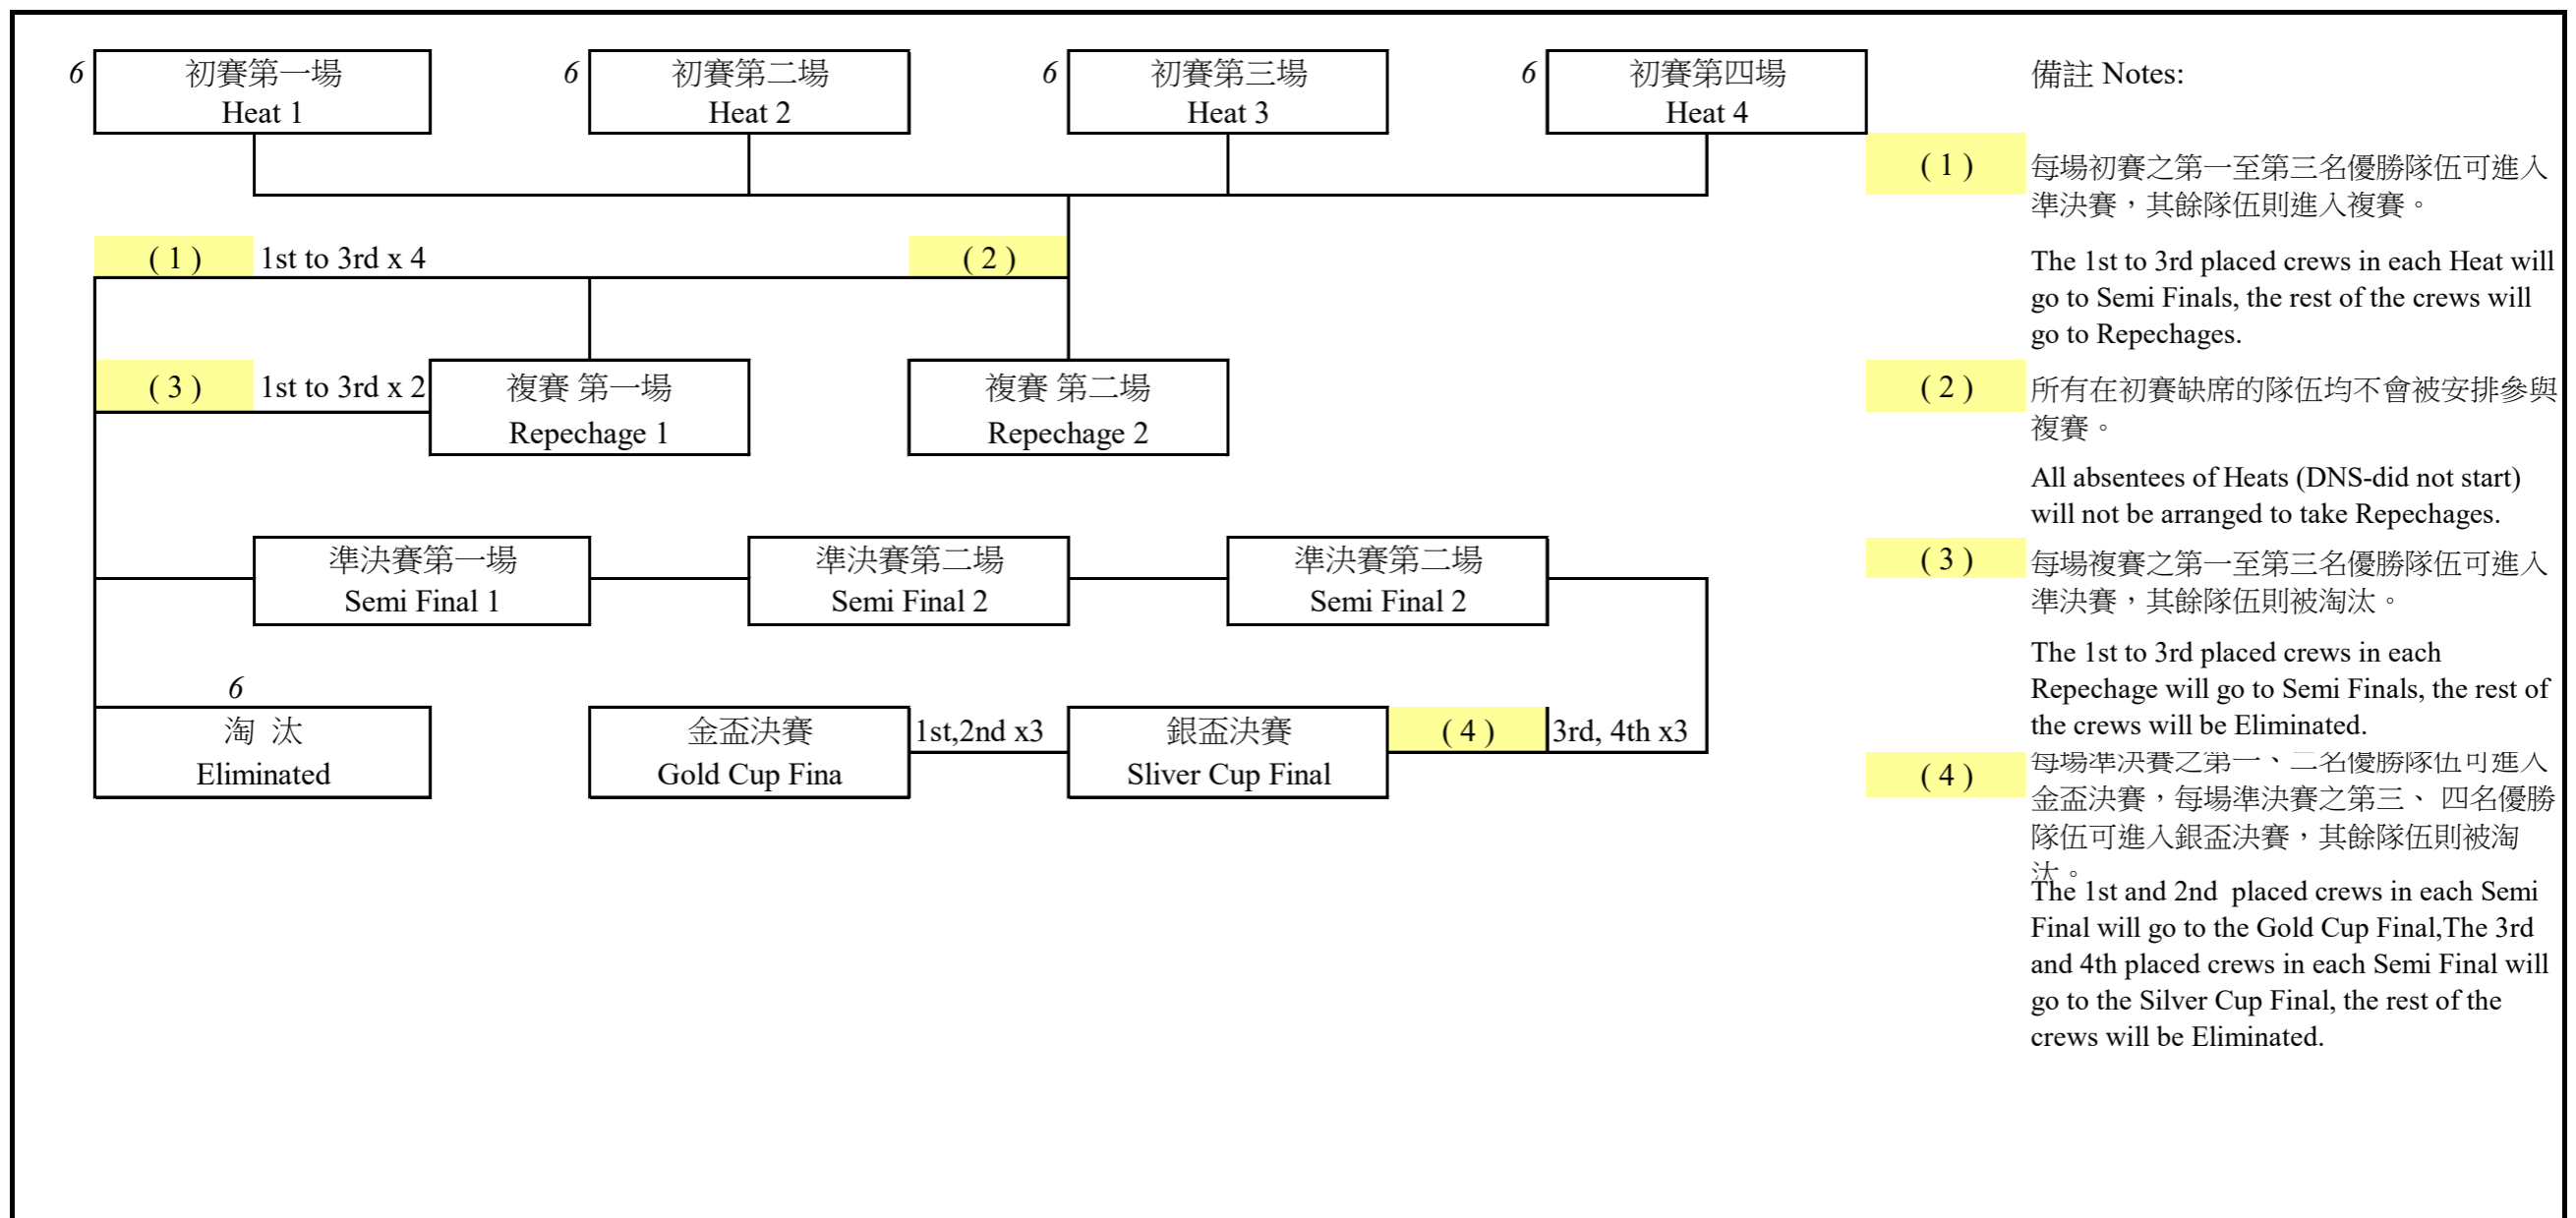 6
初賽第一場
Heat 1
6
初賽第二場
Heat 2
6
初賽第三場
Heat 3
6
初賽第四場
Heat 4
( 1 )
1st to 3rd x 4
( 2 )
( 3 )
1st to 3rd x 2
複賽 第一場
Repechage 1
複賽 第二場
Repechage 2
準決賽第一場
Semi Final 1
準決賽第二場
Semi Final 2
準決賽第二場
Semi Final 2
6
淘 汰
Eliminated
金盃決賽
Gold Cup Fina
1st,2nd x3
銀盃決賽
Sliver Cup Final
( 4 )
3rd, 4th x3
備註 Notes:
( 1 )
每場初賽之第一至第三名優勝隊伍可進入
準決賽，其餘隊伍則進入複賽。
The 1st to 3rd placed crews in each Heat will
go to Semi Finals, the rest of the crews will
go to Repechages.
( 2 )
所有在初賽缺席的隊伍均不會被安排參與
複賽。
All absentees of Heats (DNS-did not start)
will not be arranged to take Repechages.
( 3 )
每場複賽之第一至第三名優勝隊伍可進入
準決賽，其餘隊伍則被淘汰。
The 1st to 3rd placed crews in each
Repechage will go to Semi Finals, the rest of
the crews will be Eliminated.
( 4 )
每場準決賽之第一、二名優勝隊伍可進入
金盃決賽，每場準決賽之第三、 四名優勝
隊伍可進入銀盃決賽，其餘隊伍則被淘
汰。
The 1st and 2nd  placed crews in each Semi
Final will go to the Gold Cup Final,The 3rd
and 4th placed crews in each Semi Final will
go to the Silver Cup Final, the rest of the
crews will be Eliminated.